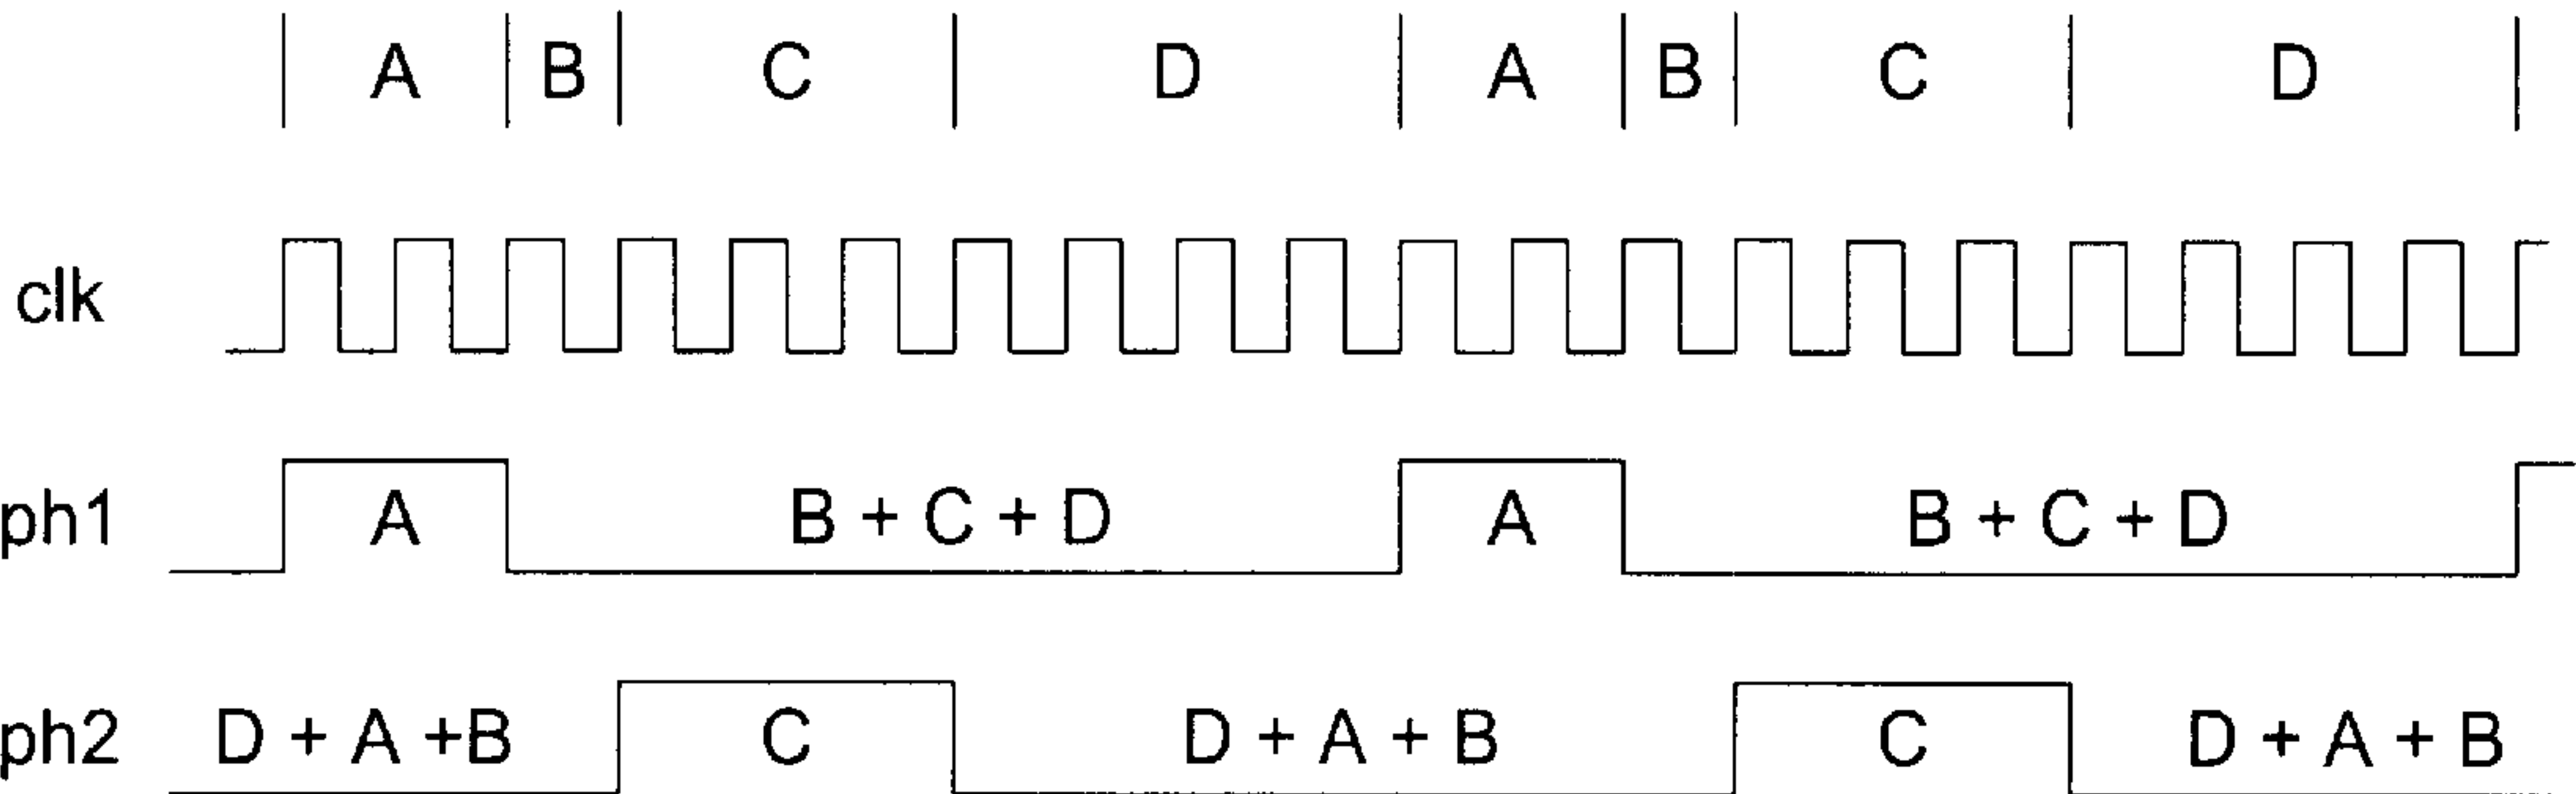 A B C D A B C D
clk
ph1 A B + C + D A B + C + D
ph2 D + A +B C D + A + B C D + A + B